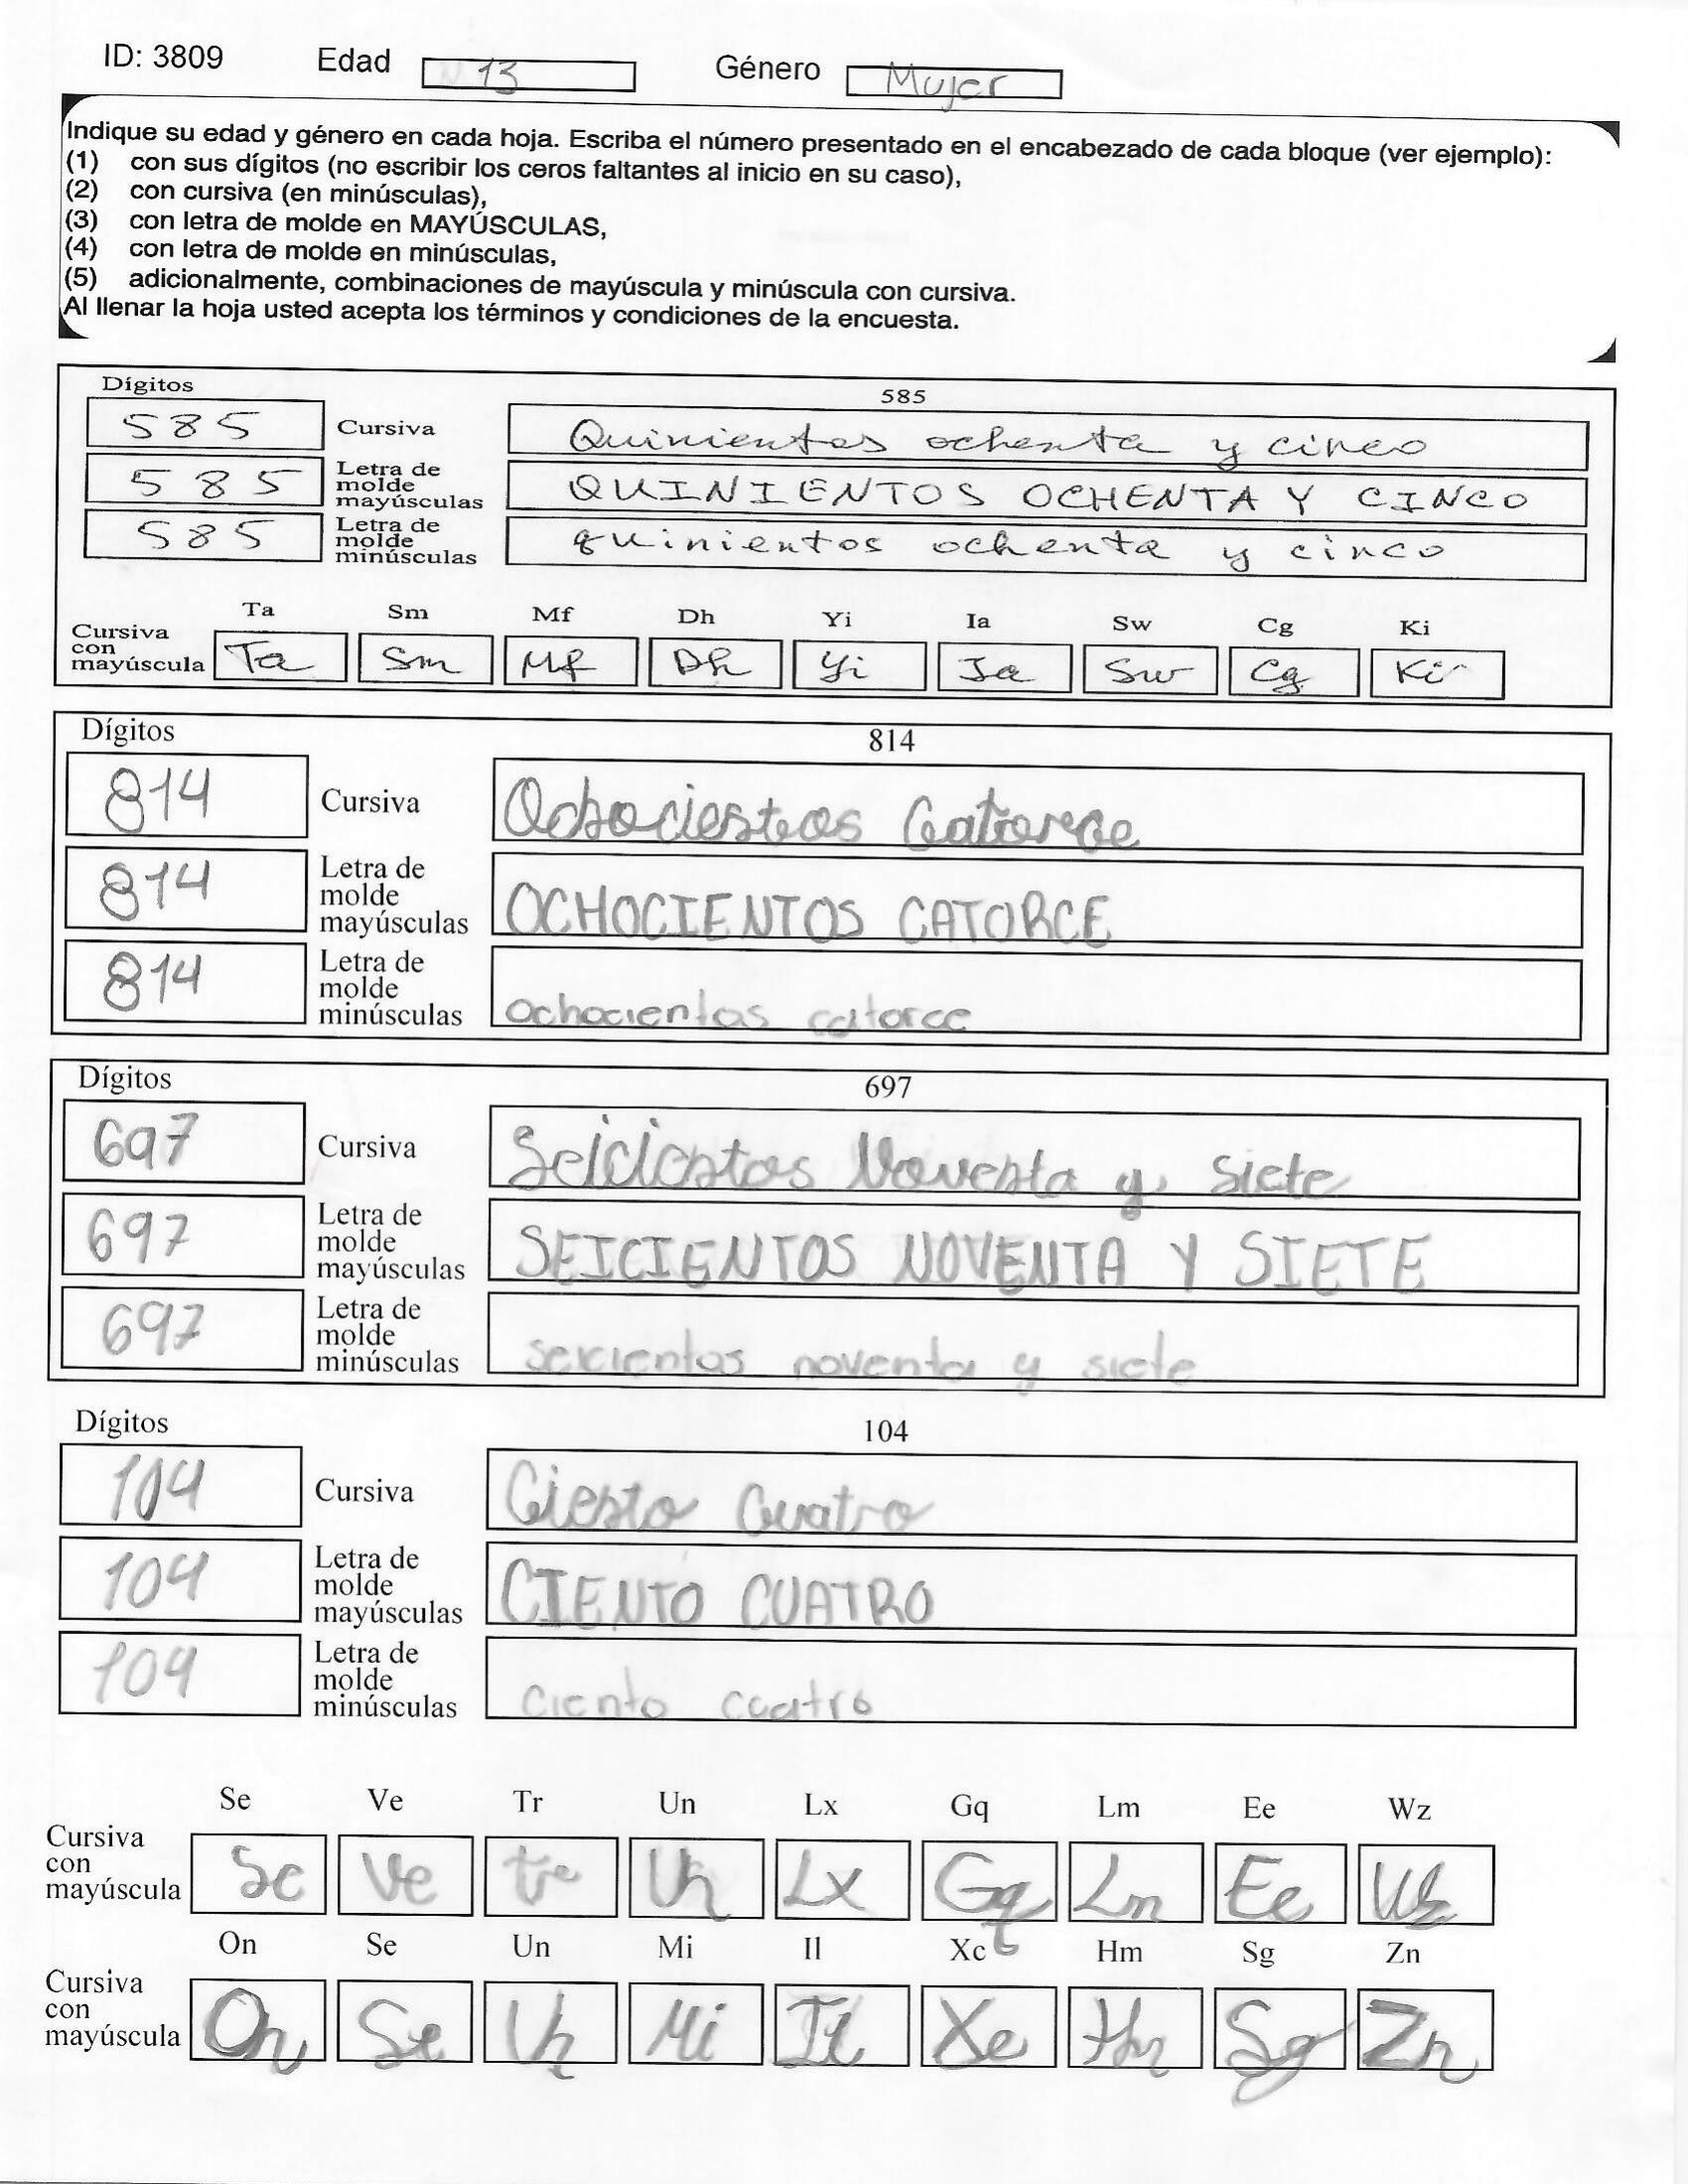 ID: 3809 Edad 13 Género Mujer
Indique su edad y género en cada hoja. Escriba el número presentado en el encabezado de cada bloque (ver ejemplo):
(1) con sus dígitos (no escribir los ceros faltantes al inicio en su caso),
(2) con cursiva (en minúsculas),
(3) con letra de molde en MAYÚSCULAS,
(4) con letra de molde en minúsculas,
(5) adicionalmente, combinaciones de mayúscula y minúscula con cursiva.
Al llenar la hoja usted acepta los términos y condiciones de la encuesta.
Dígitos 585
585 Cursiva Quinientos ochenta y cinco
585 Letra de molde mayúsculas QUINIENTOS OCHENTA Y CINCO
585 Letra de molde minúsculas quinientos ochenta y cinco
Ta Sm Mf Dh Yi Ia Sw Cg Ki
Cursiva con mayúscula Ta Sm Mf Dh Yi Ia Sw Cg Ki
Dígitos 814
814 Cursiva Ochocientos Catorce
814 Letra de molde mayúsculas OCHOCIENTOS CATORCE
814 Letra de molde minúsculas ochocientos catorce
Dígitos 697
697 Cursiva Seicientos Noventa y siete
697 Letra de molde mayúsculas SEICIENTOS NOVENTA Y SIETE
697 Letra de molde minúsculas seicientos noventa y siete
Dígitos 104
104 Cursiva Ciento Cuatro
104 Letra de molde mayúsculas CIENTO CUATRO
104 Letra de molde minúsculas ciento cuatro
Se Ve Tr Un Lx Gq Lm Ee Wz
Cursiva con mayúscula Se Ve tr Un Lx Gq Lm Ee Wz
On Se Un Mi Il Xc Hm Sg Zn
Cursiva con mayúscula On Se Un Mi Il Xe Hm Sg Zn